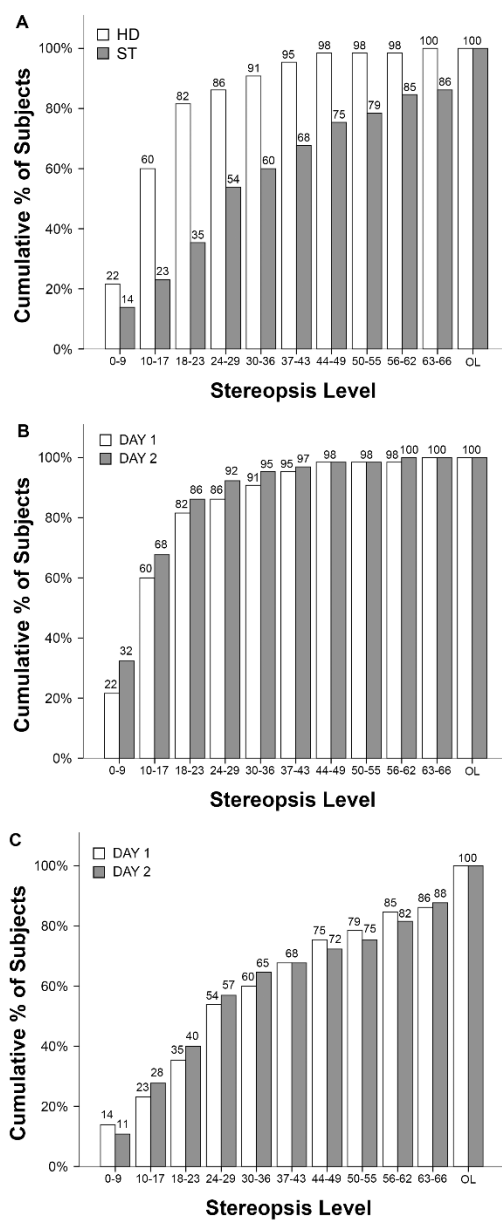 A
HD
ST
Cumulative % of Subjects
100%
80%
60%
40%
20%
0%
22 14 60 23 82 35 86 54 91 60 95 68 98 75 98 79 98 85 100 86 100
0-9 10-17 18-23 24-29 30-36 37-43 44-49 50-55 56-62 63-66 OL
Stereopsis Level
B
DAY 1
DAY 2
Cumulative % of Subjects
100%
80%
60%
40%
20%
0%
22 32 60 68 82 86 86 92 91 95 95 97 98 98 98 100 100 100
0-9 10-17 18-23 24-29 30-36 37-43 44-49 50-55 56-62 63-66 OL
Stereopsis Level
C
DAY 1
DAY 2
Cumulative % of Subjects
100%
80%
60%
40%
20%
0%
14 11 23 28 35 40 54 57 60 65 68 75 72 79 75 85 82 86 88 100
0-9 10-17 18-23 24-29 30-36 37-43 44-49 50-55 56-62 63-66 OL
Stereopsis Level